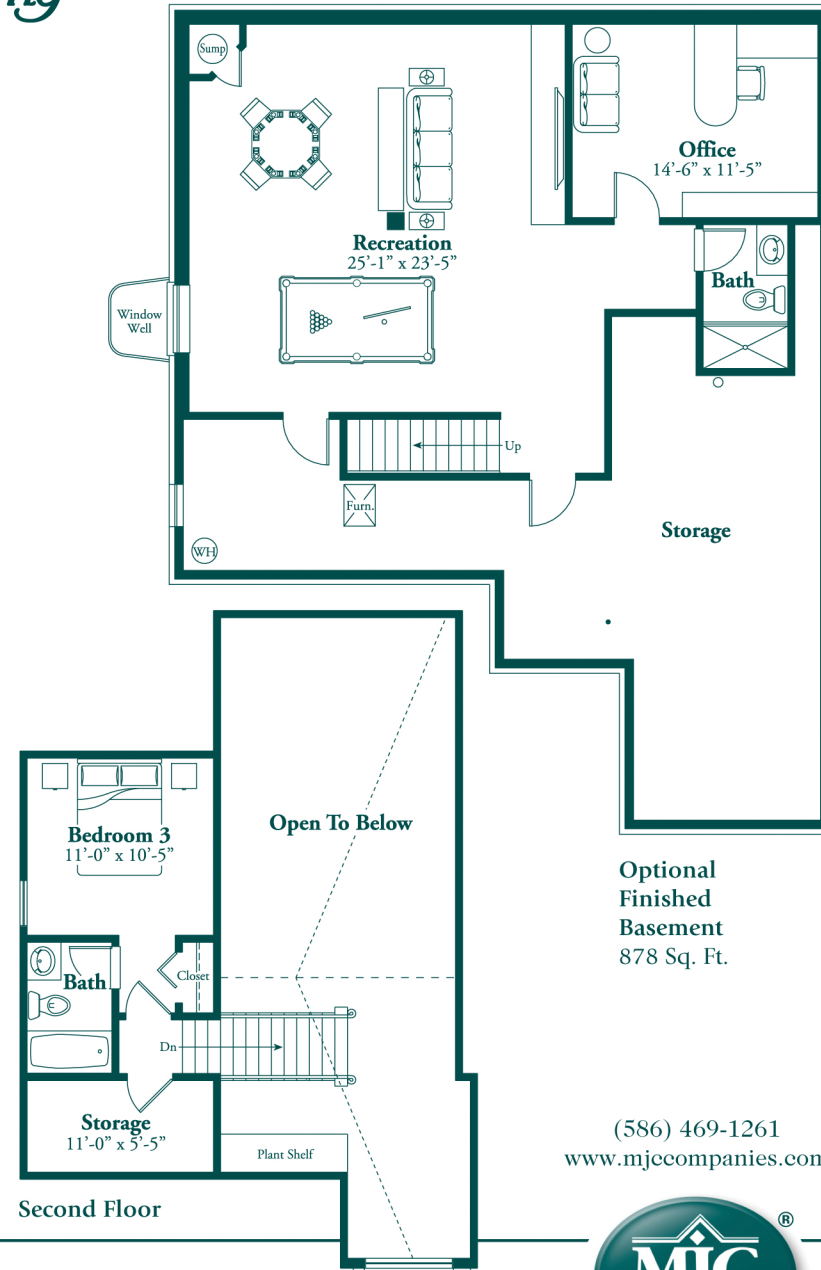 Sump
Office
14'-6" x 11'-5"
Recreation
25'-1" x 23'-5"
Bath
Window
Well
Up
Furn.
WH
Storage
Open To Below
Bedroom 3
11'-0" x 10'-5"
Optional
Finished
Basement
878 Sq. Ft.
Closet
Bath
Dn
Storage
11'-0" x 5'-5"
Plant Shelf
(586) 469-1261
www.mjccompanies.com
Second Floor
®
MJC